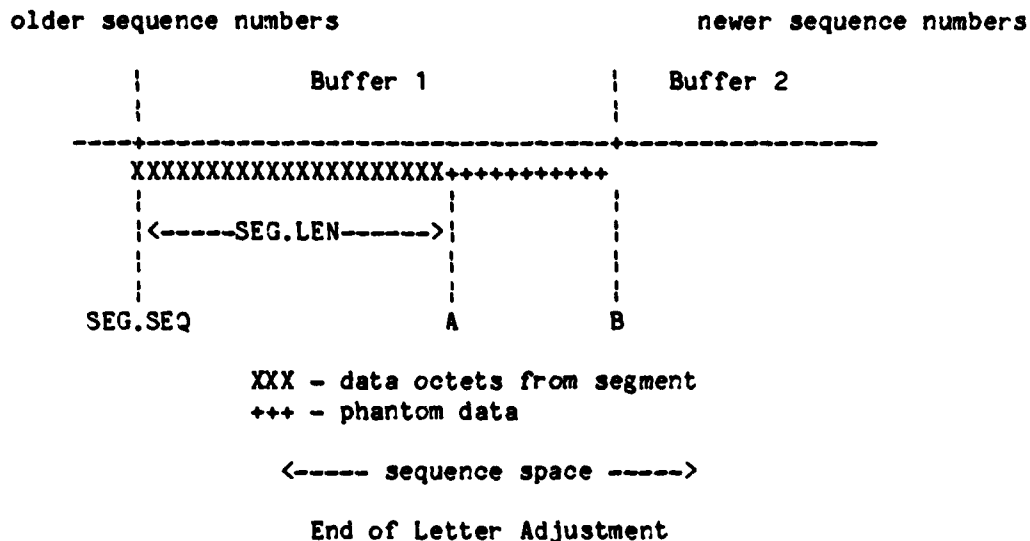 older sequence numbers newer sequence numbers
Buffer 1 Buffer 2
----+----------------------------------------+------------------
XXXXXXXXXXXXXXXXXXXXX+++++++++++
<-----SEG.LEN------>
SEG.SEQ A B
XXX - data octets from segment
+++ - phantom data
<----- sequence space ----->
End of Letter Adjustment